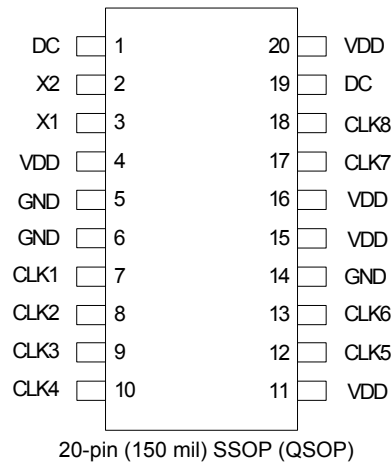 DC 1 20 VDD
X2 2 19 DC
X1 3 18 CLK8
VDD 4 17 CLK7
GND 5 16 VDD
GND 6 15 VDD
CLK1 7 14 GND
CLK2 8 13 CLK6
CLK3 9 12 CLK5
CLK4 10 11 VDD
20-pin (150 mil) SSOP (QSOP)